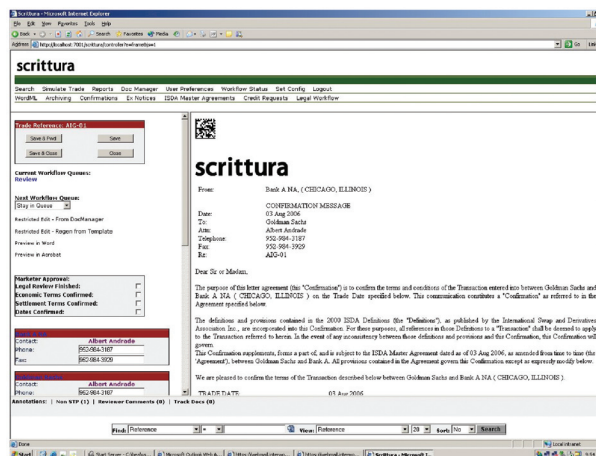 Scrittura - Microsoft Internet Explorer
File Edit View Favorites Tools Help
Back Search Favorites Media
Address http://localhost:7001/scrittura/controller?ewframe&js=1 Go
scrittura
Search Simulate Trade Reports Doc Manager User Preferences Workflow Status Set Config Logout
WordML Archiving Confirmations Ex Notices ISDA Master Agreements Credit Requests Legal Workflow
Trade Reference: AIG-01
Save & Fwd Save
Save & Close Close
Current Workflow Queues:
Review
Next Workflow Queue:
Stay in Queue
Restricted Edit - From DocManager
Restricted Edit - Regen from Template
Preview in Word
Preview in Acrobat
Marketer Approval:
Legal Review Finished:
Economic Terms Confirmed:
Settlement Terms Confirmed:
Dates Confirmed:
Contact: Albert Andrade
Phone: 952-984-3187
Fax: 952-984-3929
Contact: Albert Andrade
Phone: 952-984-3187
scrittura
From: Bank A NA, ( CHICAGO, ILLINOIS )
CONFIRMATION MESSAGE
Date: 03 Aug 2006
To: Goldman Sachs
Attn: Albert Andrade
Telephone: 952-984-3187
Fax: 952-984-3929
Re: AIG-01
Dear Sir or Madam,
The purpose of this letter agreement (this "Confirmation") is to confirm the terms and conditions of the Transaction entered into between Goldman Sachs and
Bank A NA ( CHICAGO, ILLINOIS ) on the Trade Date specified below. This communication constitutes a "Confirmation" as referred to in the
Agreement specified below.
The definitions and provisions contained in the 2000 ISDA Definitions (the "Definitions"), as published by the International Swap and Derivatives
Association Inc., are incorporated into this Confirmation. For these purposes, all references in those Definitions to a "Transaction" shall be deemed to apply
to the Transaction referred to herein. In the event of any inconsistency between those definitions and provisions and this Confirmation, this Confirmation will
govern.
This Confirmation supplements, forms a part of, and is subject to the ISDA Master Agreement dated as of 03 Aug 2006, as amended from time to time (the
'Agreement'), between Goldman Sachs and Bank A. All provisions contained in the Agreement govern this Confirmation except as expressly modify below.
We are pleased to confirm the terms of the Transaction described below between Goldman Sachs and Bank A NA ( CHICAGO, ILLINOIS ).
TRADE DATE 03 Aug 2006
Annotations: | Non STP (1) | Reviewer Comments (0) | Track Docs (0)
Find: Reference = View: Reference 20 Sort: No Search
Done Local intranet
Start